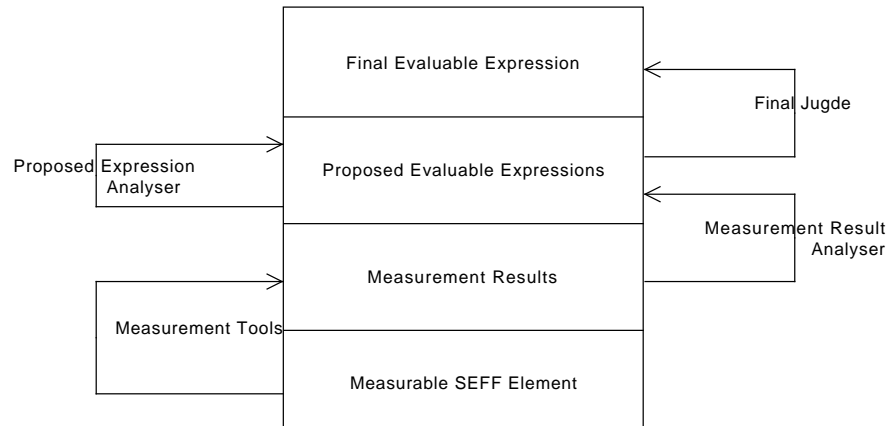 Final Evaluable Expression
Final Jugde
Proposed Expression
Analyser
Proposed Evaluable Expressions
Measurement Result
Analyser
Measurement Results
Measurement Tools
Measurable SEFF Element